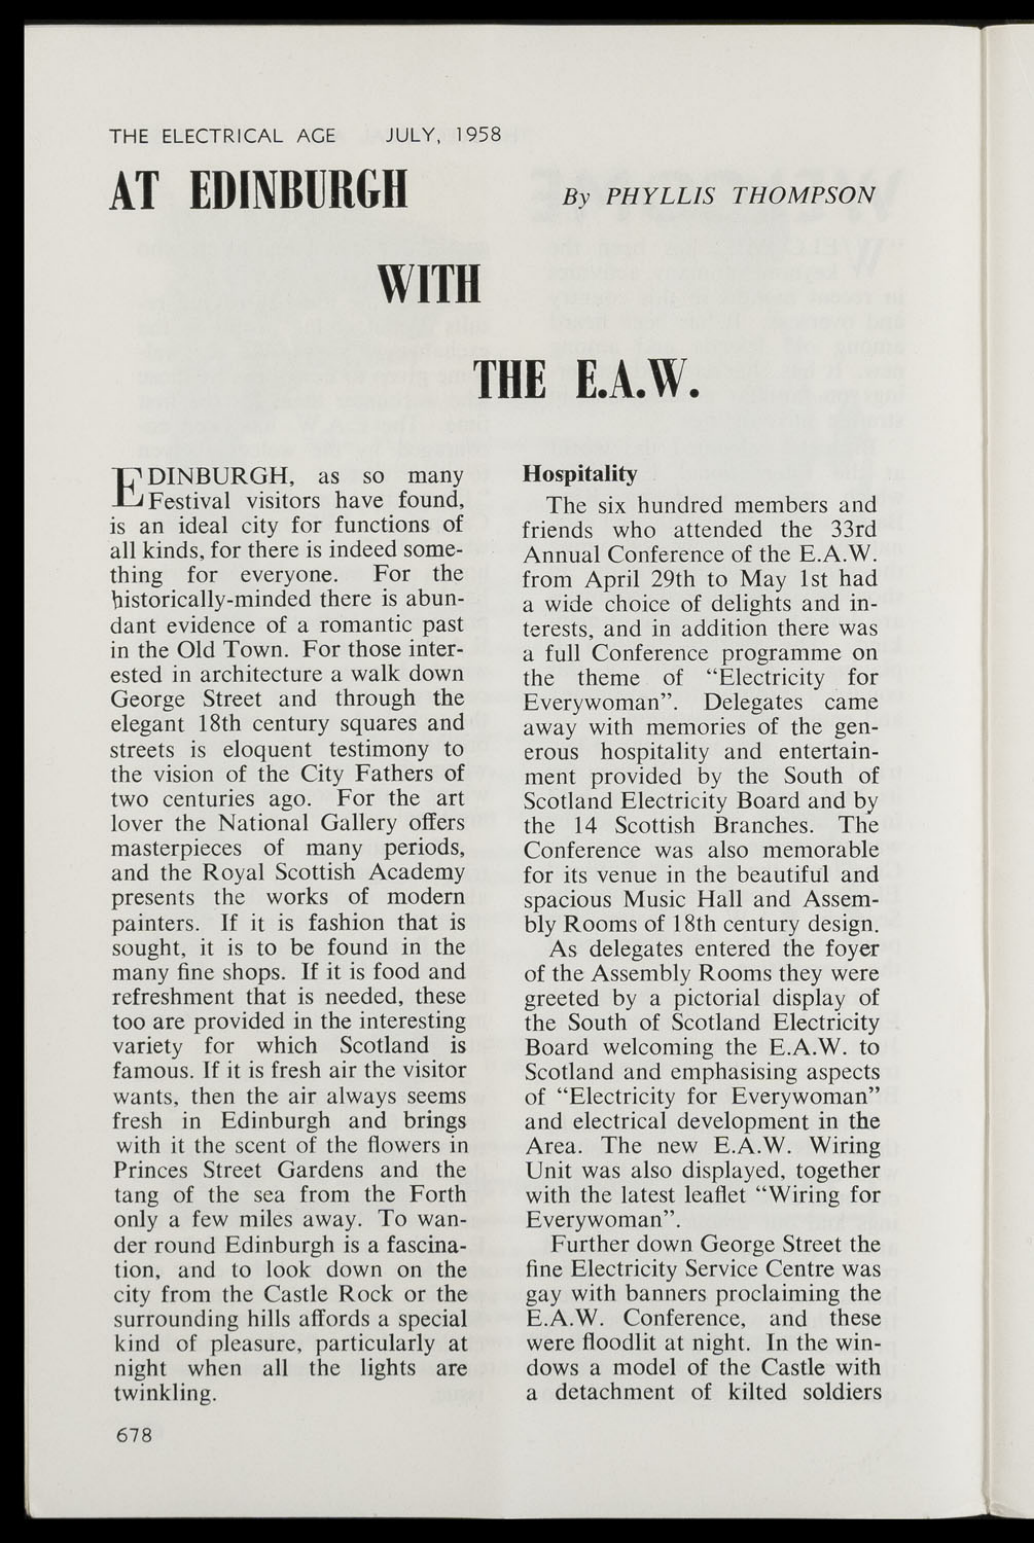 THE ELECTRICAL AGE JULY, 1958
AT EDINBURGH
By PHYLLIS THOMPSON
WITH
THE E.A.W.
EDINBURGH, as so many
Festival visitors have found,
is an ideal city for functions of
all kinds, for there is indeed some-
thing for everyone. For the
historically-minded there is abun-
dant evidence of a romantic past
in the Old Town. For those inter-
ested in architecture a walk down
George Street and through the
elegant 18th century squares and
streets is eloquent testimony to
the vision of the City Fathers of
two centuries ago. For the art
lover the National Gallery offers
masterpieces of many periods,
and the Royal Scottish Academy
presents the works of modern
painters. If it is fashion that is
sought, it is to be found in the
many fine shops. If it is food and
refreshment that is needed, these
too are provided in the interesting
variety for which Scotland is
famous. If it is fresh air the visitor
wants, then the air always seems
fresh in Edinburgh and brings
with it the scent of the flowers in
Princes Street Gardens and the
tang of the sea from the Forth
only a few miles away. To wan-
der round Edinburgh is a fascina-
tion, and to look down on the
city from the Castle Rock or the
surrounding hills affords a special
kind of pleasure, particularly at
night when all the lights are
twinkling.
Hospitality
The six hundred members and
friends who attended the 33rd
Annual Conference of the E.A.W.
from April 29th to May 1st had
a wide choice of delights and in-
terests, and in addition there was
a full Conference programme on
the theme of “Electricity for
Everywoman”. Delegates came
away with memories of the gen-
erous hospitality and entertain-
ment provided by the South of
Scotland Electricity Board and by
the 14 Scottish Branches. The
Conference was also memorable
for its venue in the beautiful and
spacious Music Hall and Assem-
bly Rooms of 18th century design.
As delegates entered the foyer
of the Assembly Rooms they were
greeted by a pictorial display of
the South of Scotland Electricity
Board welcoming the E.A.W. to
Scotland and emphasising aspects
of “Electricity for Everywoman”
and electrical development in the
Area. The new E.A.W. Wiring
Unit was also displayed, together
with the latest leaflet “Wiring for
Everywoman”.
Further down George Street the
fine Electricity Service Centre was
gay with banners proclaiming the
E.A.W. Conference, and these
were floodlit at night. In the win-
dows a model of the Castle with
a detachment of kilted soldiers
678